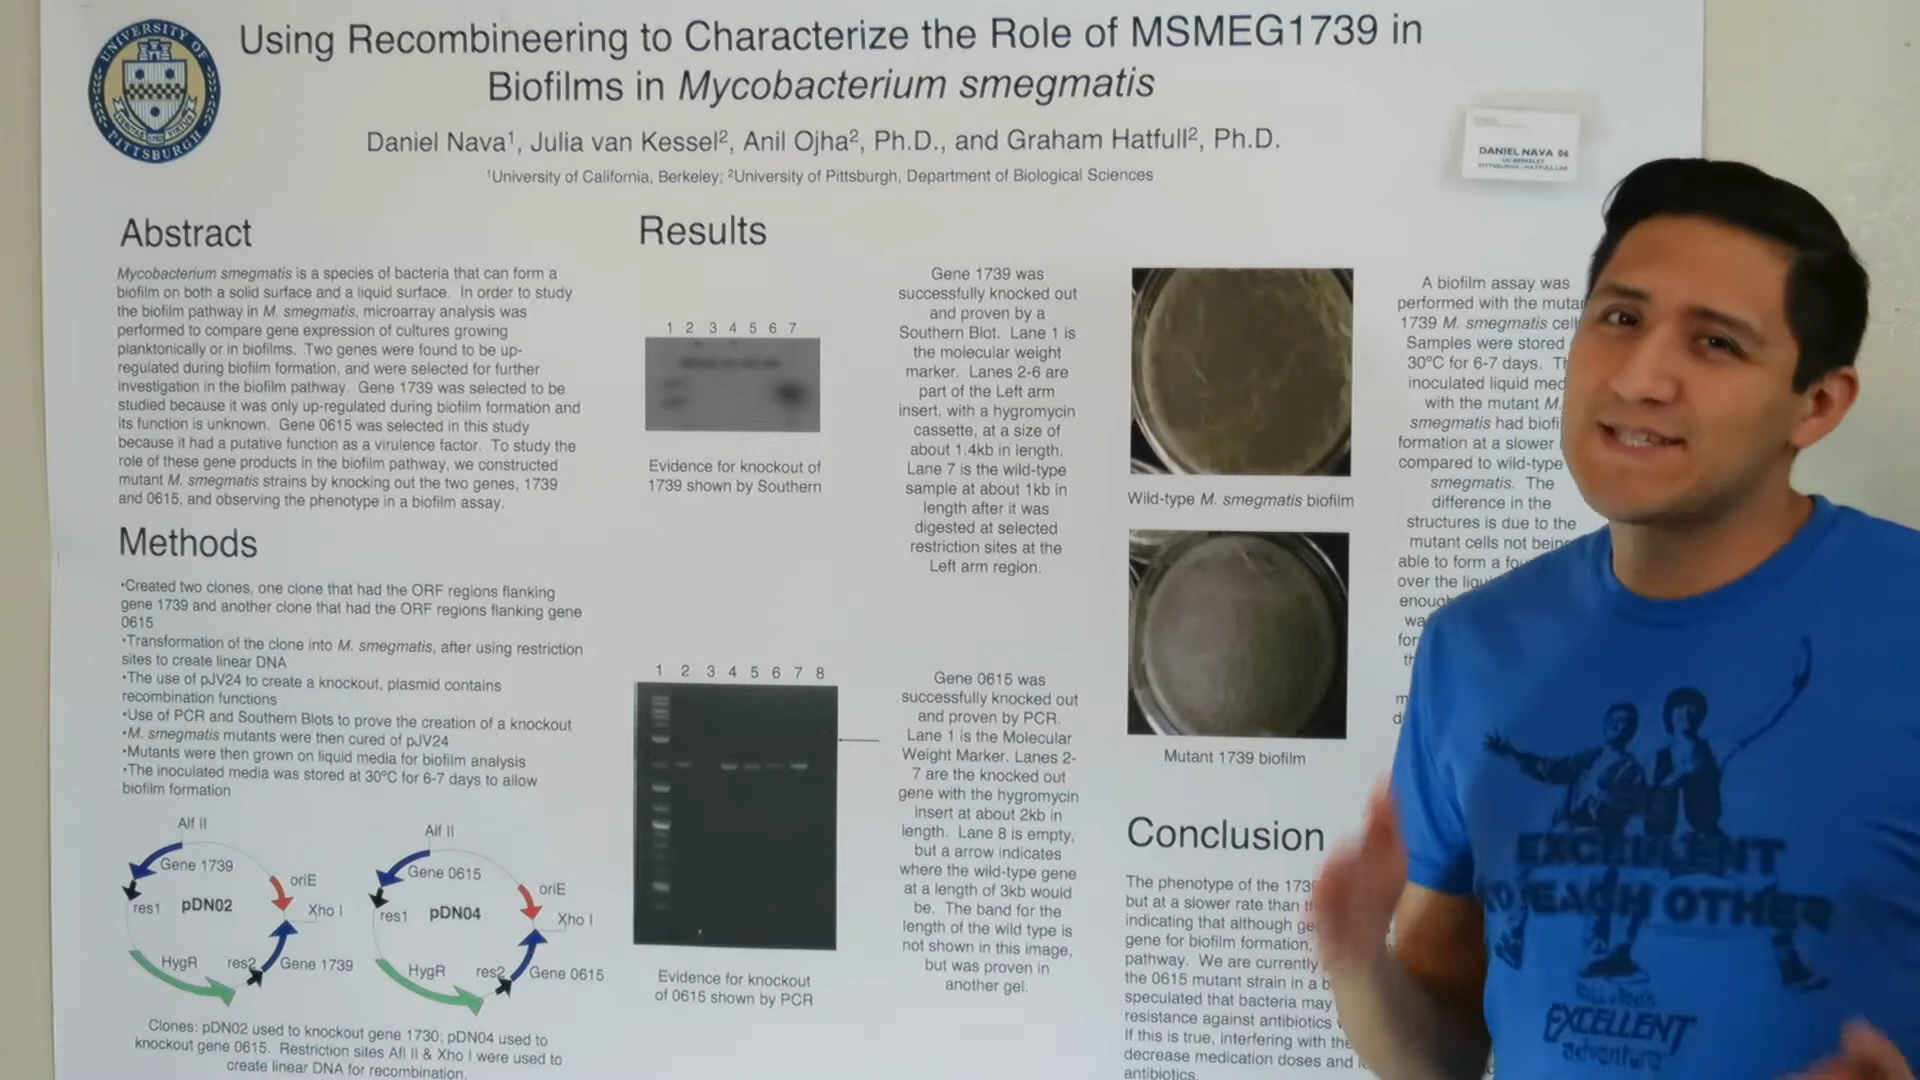 Using Recombineering to Characterize the Role of MSMEG1739 in
Biofilms in Mycobacterium smegmatis
Daniel Nava¹, Julia van Kessel², Anil Ojha², Ph.D., and Graham Hatfull², Ph.D.
¹University of California, Berkeley; ²University of Pittsburgh, Department of Biological Sciences
UNIVERSITY OF
PITTSBURGH
DANIEL NAVA 06
UC BERKELEY
Abstract
Mycobacterium smegmatis is a species of bacteria that can form a
biofilm on both a solid surface and a liquid surface. In order to study
the biofilm pathway in M. smegmatis, microarray analysis was
performed to compare gene expression of cultures growing
planktonically or in biofilms. Two genes were found to be up-
regulated during biofilm formation, and were selected for further
investigation in the biofilm pathway. Gene 1739 was selected to be
studied because it was only up-regulated during biofilm formation and
its function is unknown. Gene 0615 was selected in this study
because it had a putative function as a virulence factor. To study the
role of these gene products in the biofilm pathway, we constructed
mutant M. smegmatis strains by knocking out the two genes, 1739
and 0615, and observing the phenotype in a biofilm assay.
Methods
•Created two clones, one clone that had the ORF regions flanking
gene 1739 and another clone that had the ORF regions flanking gene
0615
•Transformation of the clone into M. smegmatis, after using restriction
sites to create linear DNA
•The use of pJV24 to create a knockout, plasmid contains
recombination functions
•Use of PCR and Southern Blots to prove the creation of a knockout
•M. smegmatis mutants were then cured of pJV24
•Mutants were then grown on liquid media for biofilm analysis
•The inoculated media was stored at 30ºC for 6-7 days to allow
biofilm formation
Alf II
Gene 1739
oriE
res1
pDN02
Xho I
HygR
res2
Gene 1739
Alf II
Gene 0615
oriE
res1
pDN04
Xho I
HygR
res2
Gene 0615
Clones: pDN02 used to knockout gene 1730; pDN04 used to
knockout gene 0615. Restriction sites Afl II & Xho I were used to
create linear DNA for recombination.
Results
1 2 3 4 5 6 7
Evidence for knockout of
1739 shown by Southern
Gene 1739 was
successfully knocked out
and proven by a
Southern Blot. Lane 1 is
the molecular weight
marker. Lanes 2-6 are
part of the Left arm
insert, with a hygromycin
cassette, at a size of
about 1.4kb in length.
Lane 7 is the wild-type
sample at about 1kb in
length after it was
digested at selected
restriction sites at the
Left arm region.
1 2 3 4 5 6 7 8
Evidence for knockout
of 0615 shown by PCR
Gene 0615 was
successfully knocked out
and proven by PCR.
Lane 1 is the Molecular
Weight Marker. Lanes 2-
7 are the knocked out
gene with the hygromycin
insert at about 2kb in
length. Lane 8 is empty,
but a arrow indicates
where the wild-type gene
at a length of 3kb would
be. The band for the
length of the wild type is
not shown in this image,
but was proven in
another gel.
Wild-type M. smegmatis biofilm
Mutant 1739 biofilm
A biofilm assay was
performed with the muta
1739 M. smegmatis cell
Samples were stored
30ºC for 6-7 days. Th
inoculated liquid med
with the mutant M.
smegmatis had biofi
formation at a slower
compared to wild-type
smegmatis. The
difference in the
structures is due to the
mutant cells not being
able to form a fou
over the liqu
enough
wa
for
th
m
d
Conclusion
The phenotype of the 173
but at a slower rate than t
indicating that although ge
gene for biofilm formation,
pathway. We are currently
the 0615 mutant strain in a b
speculated that bacteria may
resistance against antibiotics
If this is true, interfering with the
decrease medication doses and
antibiotics.
EXCELLENT
TO EACH OTHER
EXCELLENT
adventure